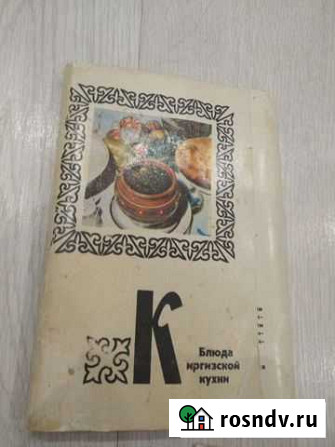 К
Блюда
иргизской
кухни
rosndv.ru